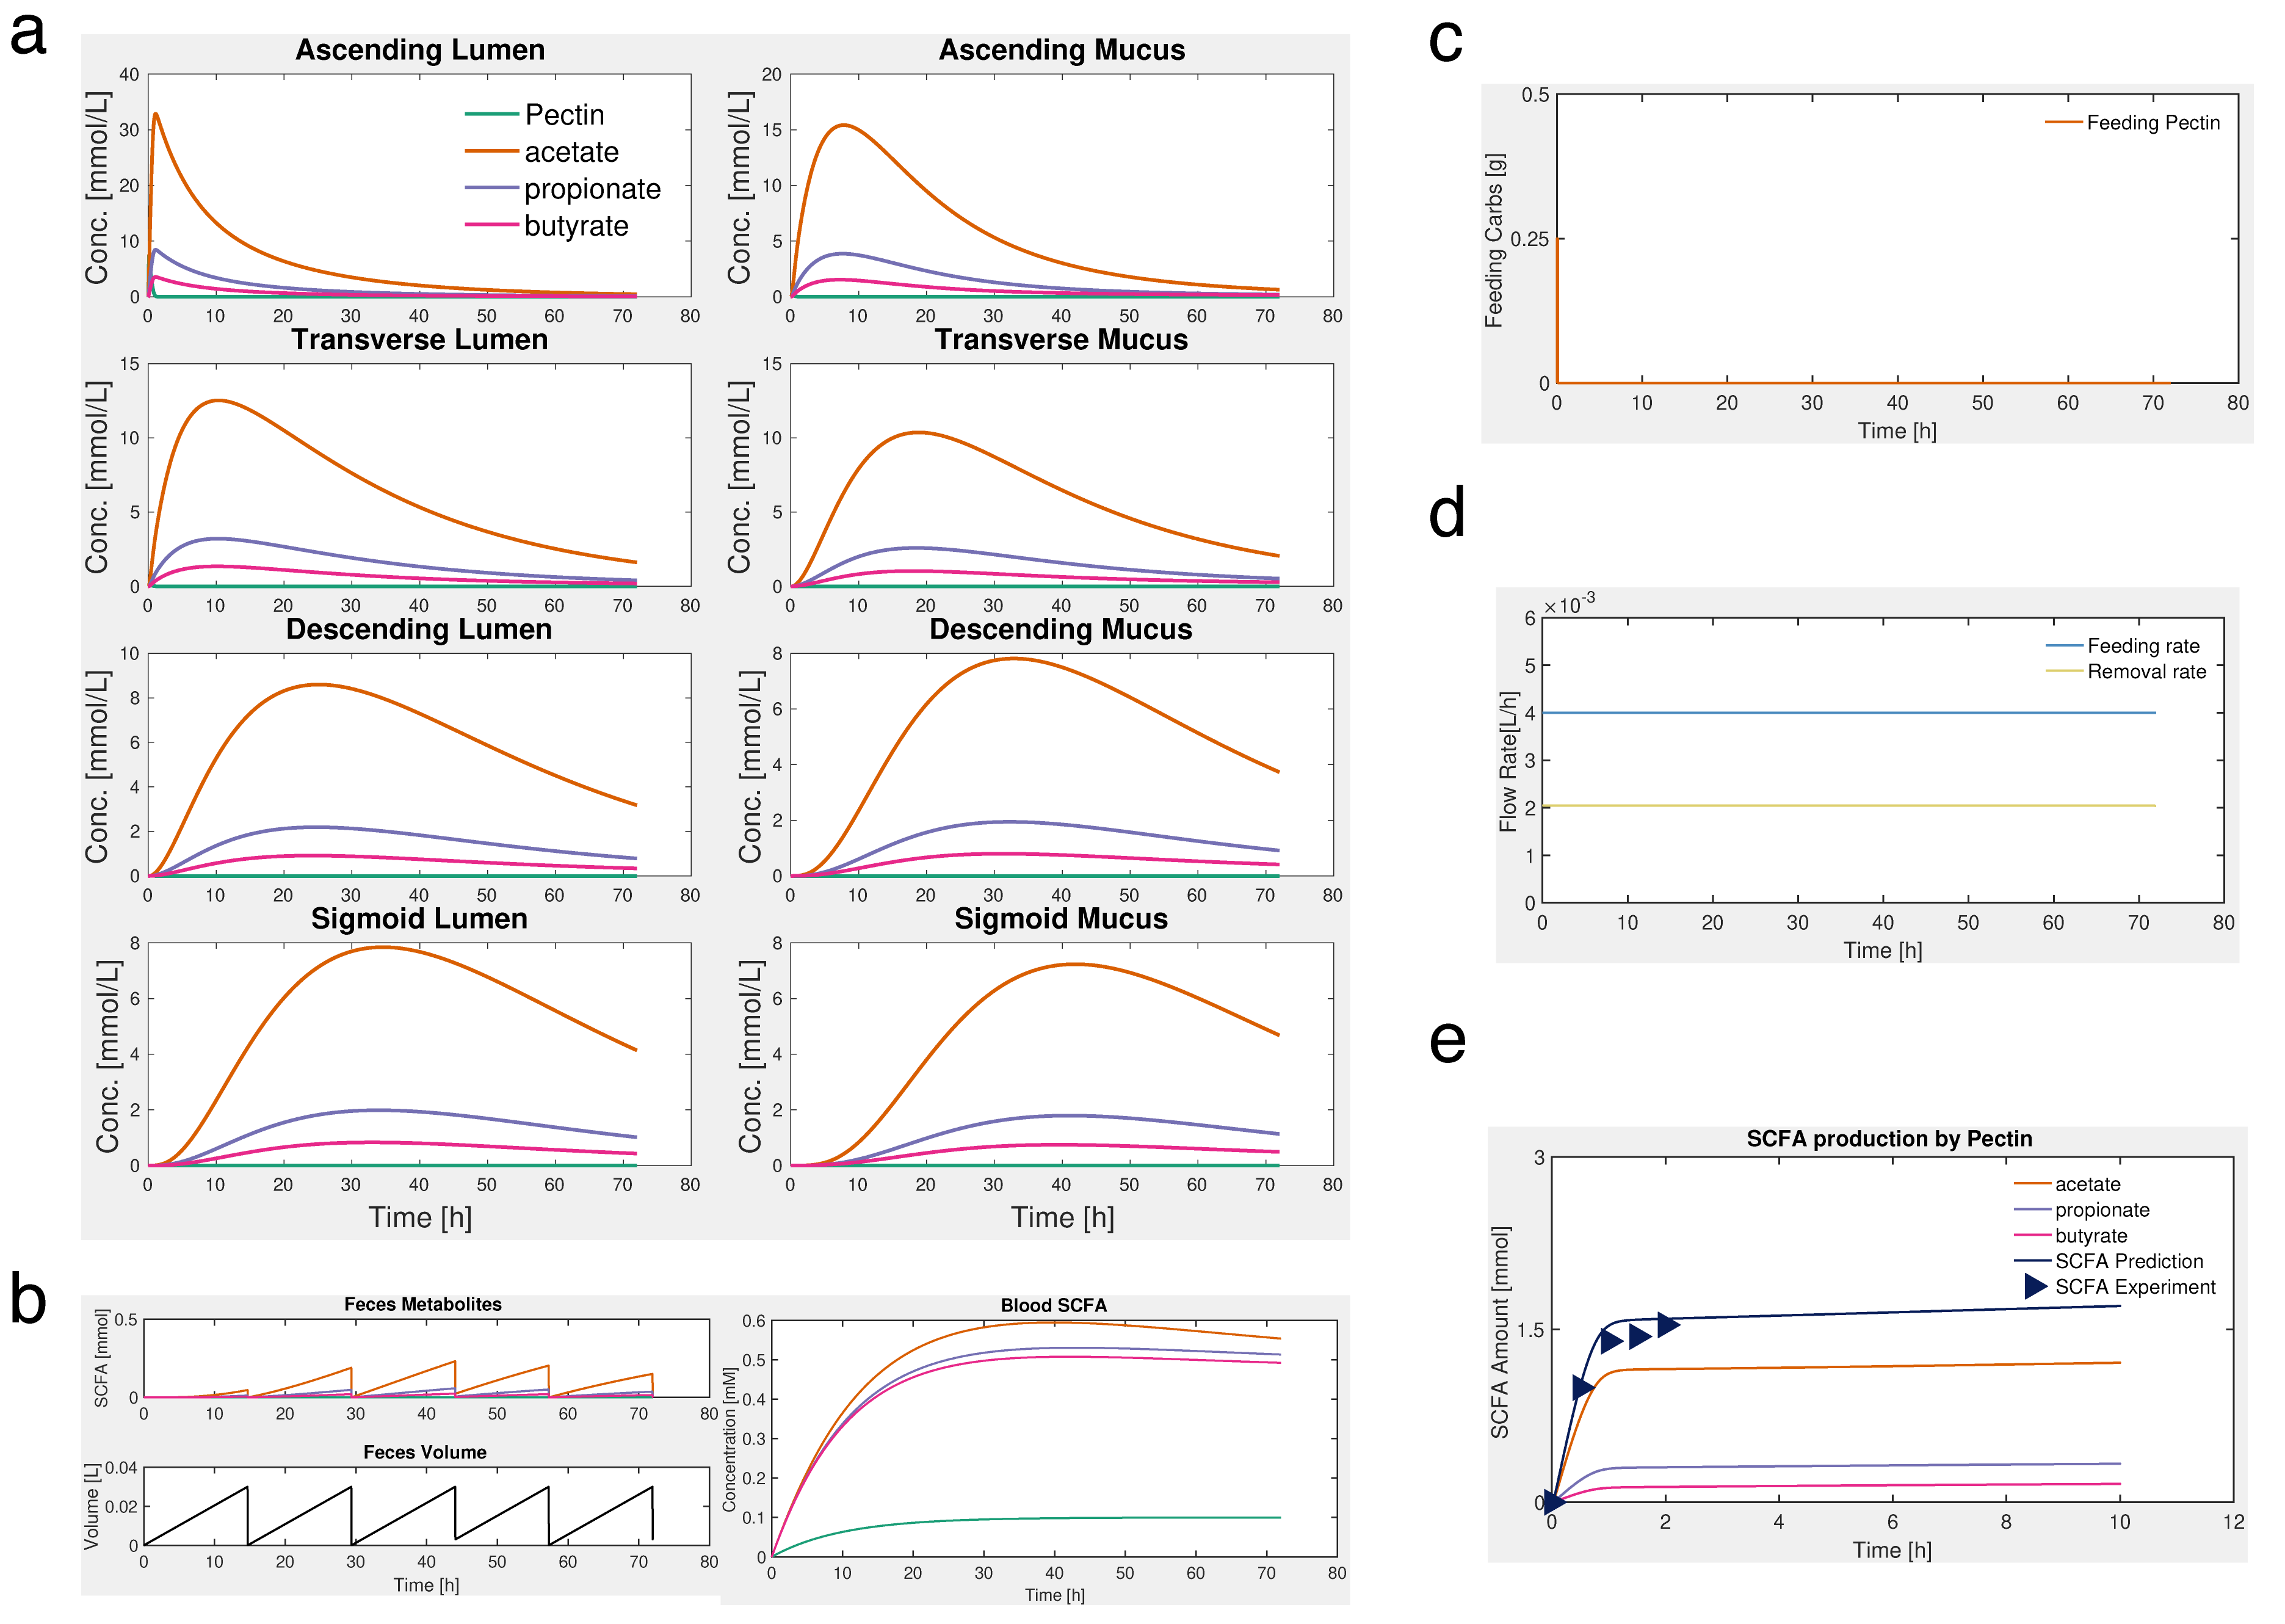 a
Ascending Lumen
Conc. [mmol/L]
40
30
20
10
0
0 10 20 30 40 50 60 70 80
Pectin
acetate
propionate
butyrate
Ascending Mucus
Conc. [mmol/L]
20
15
10
5
0
0 10 20 30 40 50 60 70 80
Transverse Lumen
Conc. [mmol/L]
15
10
5
0
0 10 20 30 40 50 60 70 80
Transverse Mucus
Conc. [mmol/L]
15
10
5
0
0 10 20 30 40 50 60 70 80
Descending Lumen
Conc. [mmol/L]
10
8
6
4
2
0
0 10 20 30 40 50 60 70 80
Descending Mucus
Conc. [mmol/L]
8
6
4
2
0
0 10 20 30 40 50 60 70 80
Sigmoid Lumen
Conc. [mmol/L]
8
6
4
2
0
0 10 20 30 40 50 60 70 80
Time [h]
Sigmoid Mucus
Conc. [mmol/L]
8
6
4
2
0
0 10 20 30 40 50 60 70 80
Time [h]
b
Feces Metabolites
SCFA [mmol]
0.5
0
0 10 20 30 40 50 60 70 80
Feces Volume
Volume [L]
0.04
0.02
0
0 10 20 30 40 50 60 70 80
Time [h]
Blood SCFA
Concentration [mM]
0.6
0.5
0.4
0.3
0.2
0.1
0
0 10 20 30 40 50 60 70 80
Time [h]
c
Feeding Carbs [g]
0.5
0.25
0
0 10 20 30 40 50 60 70 80
Time [h]
Feeding Pectin
d
×10-3
Flow Rate[L/h]
6
5
4
3
2
1
0
0 10 20 30 40 50 60 70 80
Time [h]
Feeding rate
Removal rate
e
SCFA production by Pectin
SCFA Amount [mmol]
3
1.5
0
0 2 4 6 8 10 12
Time [h]
acetate
propionate
butyrate
SCFA Prediction
SCFA Experiment